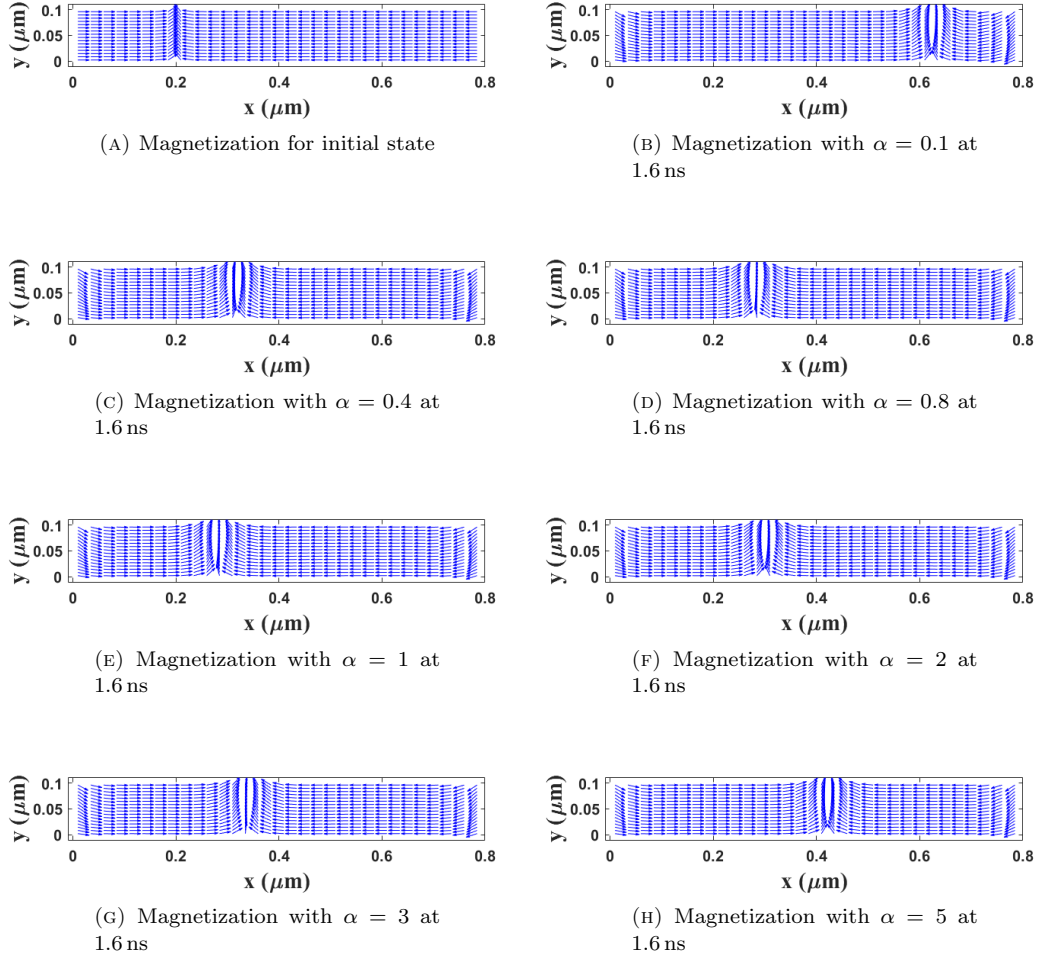 y (μm)
0.1
0.05
0
0 0.2 0.4 0.6 0.8
x (μm)
(A) Magnetization for initial state
y (μm)
0.1
0.05
0
0 0.2 0.4 0.6 0.8
x (μm)
(B) Magnetization with α = 0.1 at
1.6 ns
y (μm)
0.1
0.05
0
0 0.2 0.4 0.6 0.8
x (μm)
(C) Magnetization with α = 0.4 at
1.6 ns
y (μm)
0.1
0.05
0
0 0.2 0.4 0.6 0.8
x (μm)
(D) Magnetization with α = 0.8 at
1.6 ns
y (μm)
0.1
0.05
0
0 0.2 0.4 0.6 0.8
x (μm)
(E) Magnetization with α = 1 at
1.6 ns
y (μm)
0.1
0.05
0
0 0.2 0.4 0.6 0.8
x (μm)
(F) Magnetization with α = 2 at
1.6 ns
y (μm)
0.1
0.05
0
0 0.2 0.4 0.6 0.8
x (μm)
(G) Magnetization with α = 3 at
1.6 ns
y (μm)
0.1
0.05
0
0 0.2 0.4 0.6 0.8
x (μm)
(H) Magnetization with α = 5 at
1.6 ns